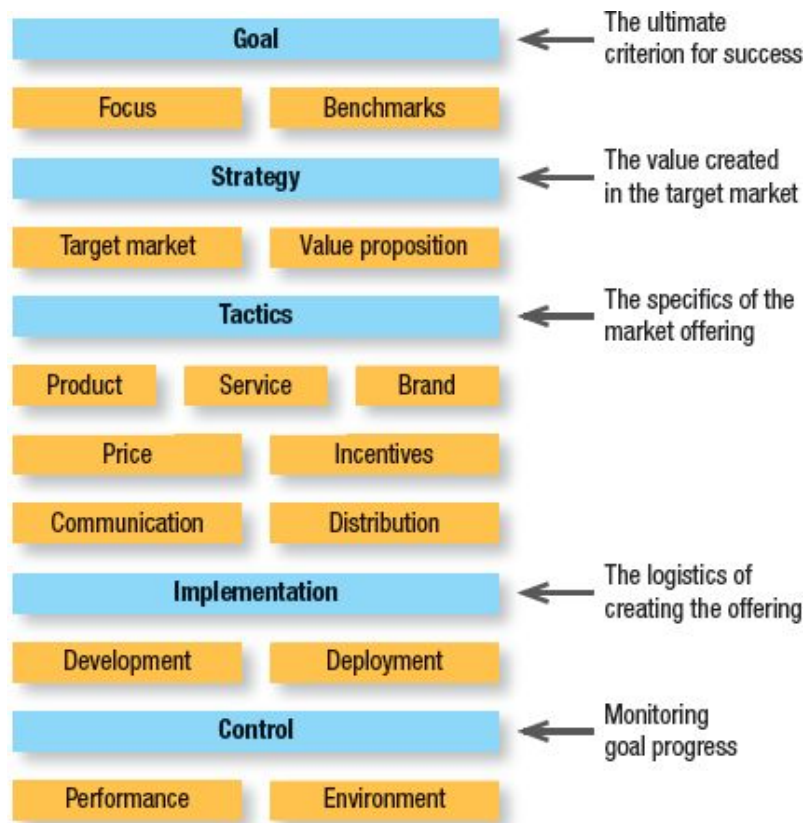 Goal
The ultimate
criterion for success
Focus
Benchmarks
Strategy
The value created
in the target market
Target market
Value proposition
Tactics
The specifics of the
market offering
Product
Service
Brand
Price
Incentives
Communication
Distribution
Implementation
The logistics of
creating the offering
Development
Deployment
Control
Monitoring
goal progress
Performance
Environment